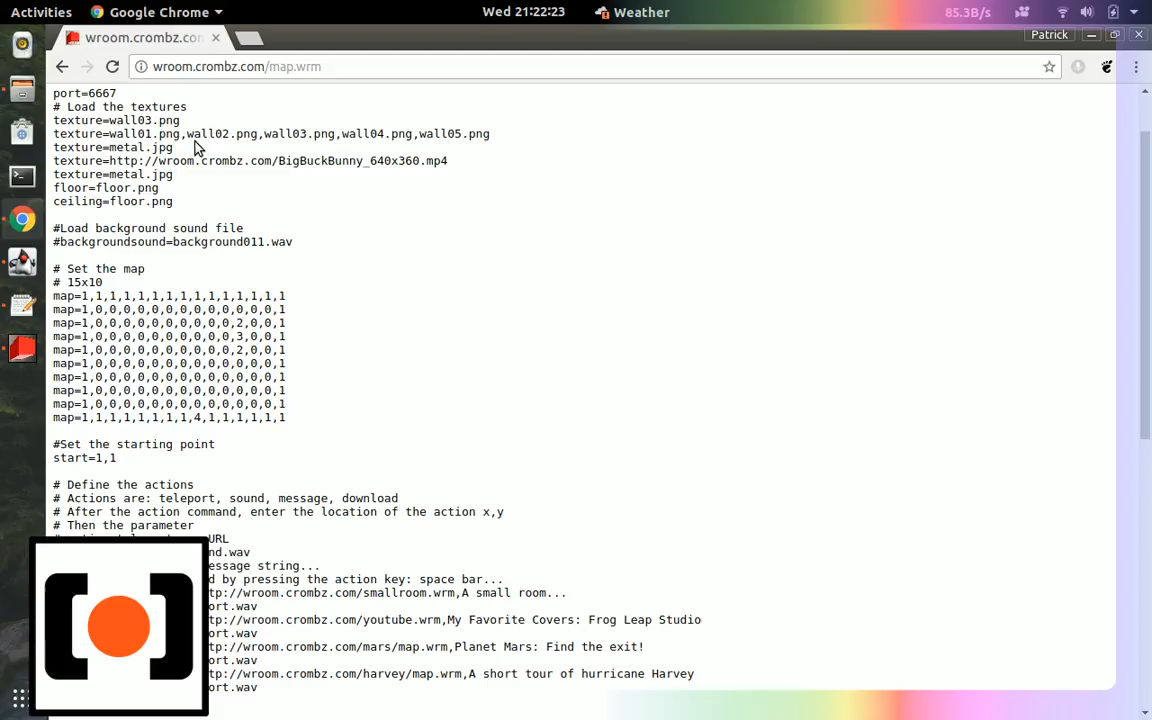 Activities
Google Chrome
Wed 21:22:23
Weather
85.3B/s
wroom.crombz.co
Patrick
wroom.crombz.com/map.wrm
port=6667
# Load the textures
texture=wall03.png
texture=wall01.png,wall02.png,wall03.png,wall04.png,wall05.png
texture=metal.jpg
texture=http://wroom.crombz.com/BigBuckBunny_640x360.mp4
texture=metal.jpg
floor=floor.png
ceiling=floor.png
#Load background sound file
#backgroundsound=background011.wav
# Set the map
# 15x10
map=1,1,1,1,1,1,1,1,1,1,1,1,1,1,1
map=1,0,0,0,0,0,0,0,0,0,0,0,0,0,1
map=1,0,0,0,0,0,0,0,0,0,0,2,0,0,1
map=1,0,0,0,0,0,0,0,0,0,0,3,0,0,1
map=1,0,0,0,0,0,0,0,0,0,0,2,0,0,1
map=1,0,0,0,0,0,0,0,0,0,0,0,0,0,1
map=1,0,0,0,0,0,0,0,0,0,0,0,0,0,1
map=1,0,0,0,0,0,0,0,0,0,0,0,0,0,1
map=1,0,0,0,0,0,0,0,0,0,0,0,0,0,1
map=1,1,1,1,1,1,1,1,4,1,1,1,1,1,1
#Set the starting point
start=1,1
# Define the actions
# Actions are: teleport, sound, message, download
# After the action command, enter the location of the action x,y
# Then the parameter
URL
nd.wav
essage string...
d by pressing the action key: space bar...
tp://wroom.crombz.com/smallroom.wrm,A small room...
ort.wav
tp://wroom.crombz.com/youtube.wrm,My Favorite Covers: Frog Leap Studio
ort.wav
tp://wroom.crombz.com/mars/map.wrm,Planet Mars: Find the exit!
ort.wav
tp://wroom.crombz.com/harvey/map.wrm,A short tour of hurricane Harvey
ort.wav